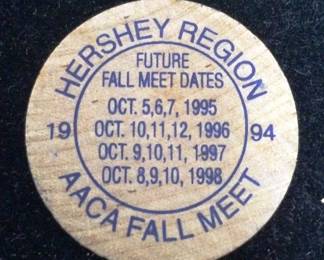 HERSHEY REGION
FUTURE
FALL MEET DATES
OCT. 5,6,7, 1995
19 OCT. 10,11,12, 1996 94
OCT. 9,10,11, 1997
OCT. 8,9,10, 1998
AACA FALL MEET